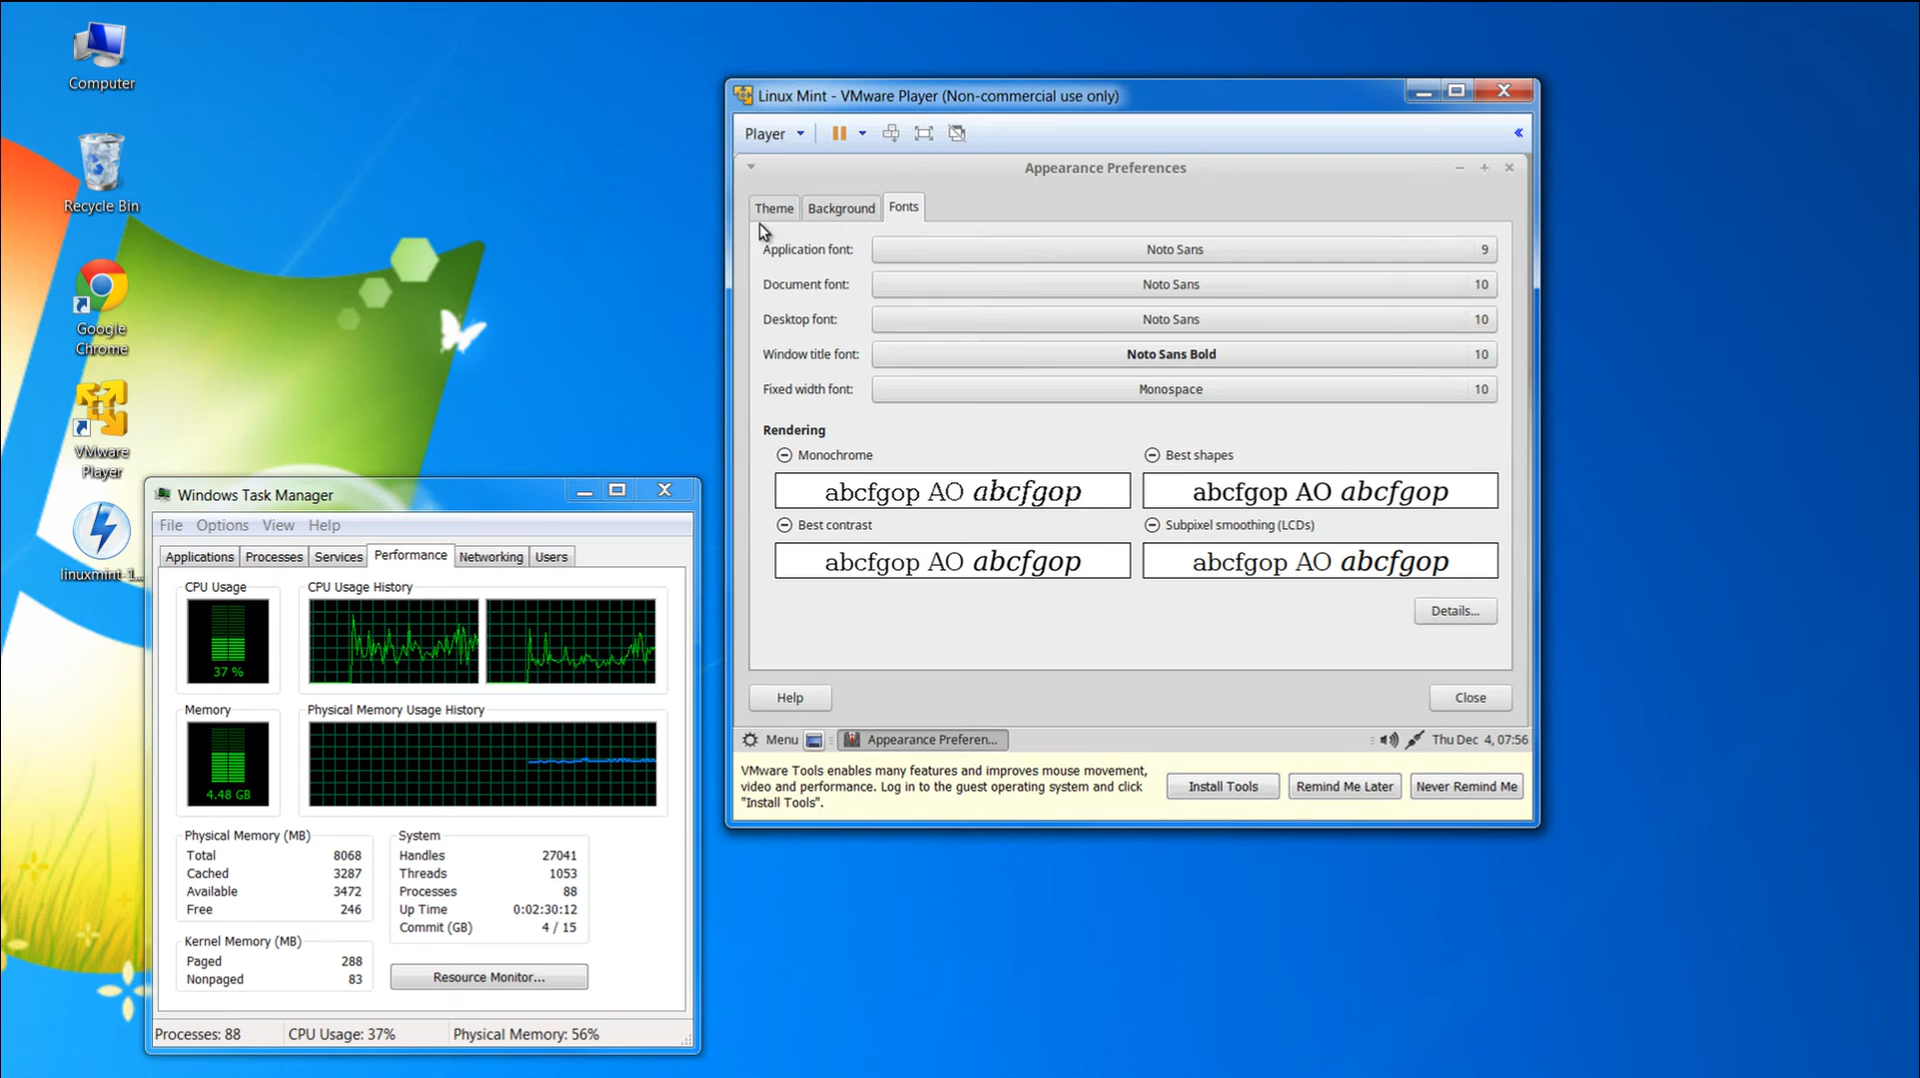 Computer
Recycle Bin
Google
Chrome
VMware
Player
linuxmint-1...
Linux Mint - VMware Player (Non-commercial use only)
Player
Appearance Preferences
Theme Background Fonts
Application font: Noto Sans 9
Document font: Noto Sans 10
Desktop font: Noto Sans 10
Window title font: Noto Sans Bold 10
Fixed width font: Monospace 10
Rendering
Monochrome Best shapes
abcfgop AO abcfgop abcfgop AO abcfgop
Best contrast Subpixel smoothing (LCDs)
abcfgop AO abcfgop abcfgop AO abcfgop
Details...
Help Close
Menu Appearance Preferen... Thu Dec 4, 07:56
VMware Tools enables many features and improves mouse movement,
video and performance. Log in to the guest operating system and click
"Install Tools".
Install Tools Remind Me Later Never Remind Me
Windows Task Manager
File Options View Help
Applications Processes Services Performance Networking Users
CPU Usage CPU Usage History
37 %
Memory Physical Memory Usage History
4.48 GB
Physical Memory (MB)
Total 8068
Cached 3287
Available 3472
Free 246
Kernel Memory (MB)
Paged 288
Nonpaged 83
System
Handles 27041
Threads 1053
Processes 88
Up Time 0:02:30:12
Commit (GB) 4 / 15
Resource Monitor...
Processes: 88 CPU Usage: 37% Physical Memory: 56%